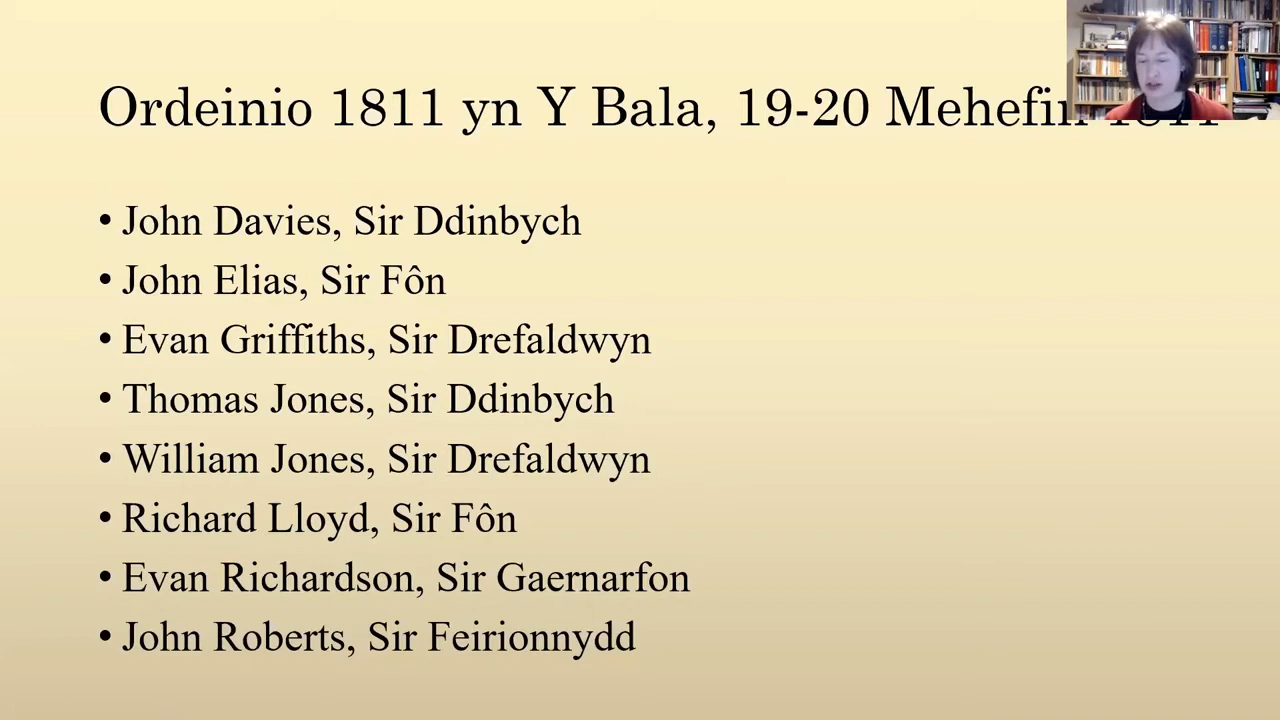 Ordeinio 1811 yn Y Bala, 19-20 Mehefin 1811
• John Davies, Sir Ddinbych
• John Elias, Sir Fôn
• Evan Griffiths, Sir Drefaldwyn
• Thomas Jones, Sir Ddinbych
• William Jones, Sir Drefaldwyn
• Richard Lloyd, Sir Fôn
• Evan Richardson, Sir Gaernarfon
• John Roberts, Sir Feirionnydd